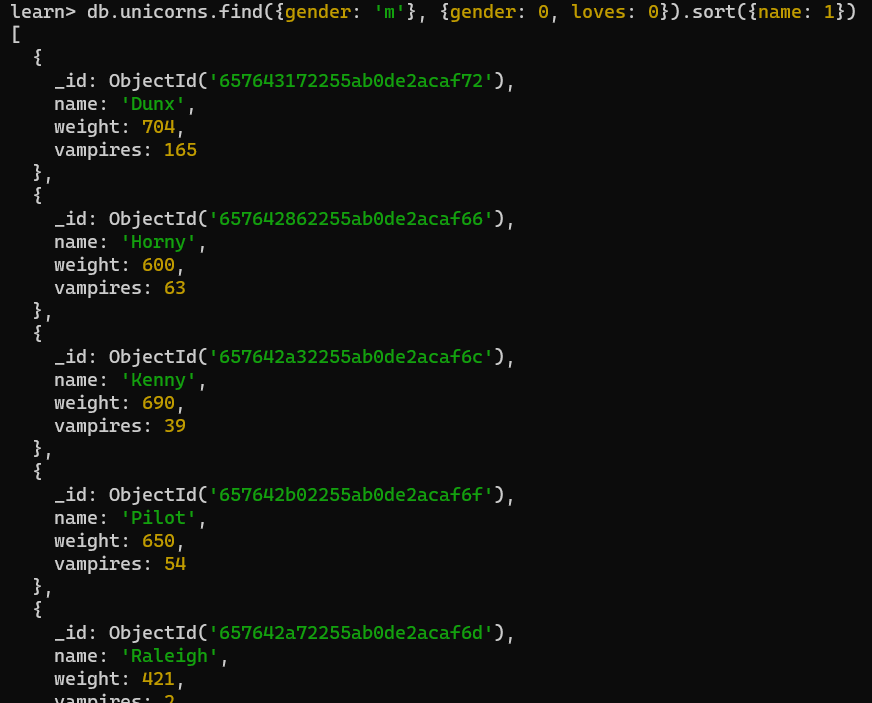 learn> db.unicorns.find({gender: 'm'}, {gender: 0, loves: 0}).sort({name: 1})
[
  {
    _id: ObjectId('657643172255ab0de2acaf72'),
    name: 'Dunx',
    weight: 704,
    vampires: 165
  },
  {
    _id: ObjectId('657642862255ab0de2acaf66'),
    name: 'Horny',
    weight: 600,
    vampires: 63
  },
  {
    _id: ObjectId('657642a32255ab0de2acaf6c'),
    name: 'Kenny',
    weight: 690,
    vampires: 39
  },
  {
    _id: ObjectId('657642b02255ab0de2acaf6f'),
    name: 'Pilot',
    weight: 650,
    vampires: 54
  },
  {
    _id: ObjectId('657642a72255ab0de2acaf6d'),
    name: 'Raleigh',
    weight: 421,
    vampires: 2